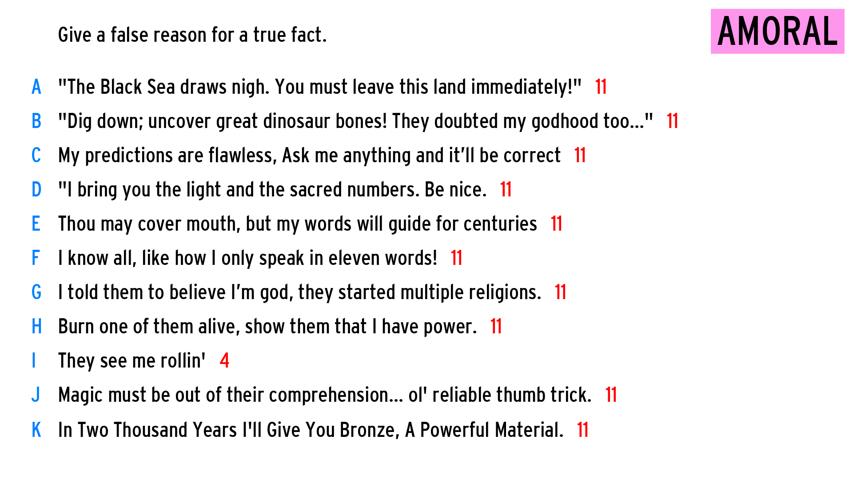 Give a false reason for a true fact.
AMORAL
A "The Black Sea draws nigh. You must leave this land immediately!" 11
B "Dig down; uncover great dinosaur bones! They doubted my godhood too..." 11
C My predictions are flawless, Ask me anything and it'll be correct 11
D "I bring you the light and the sacred numbers. Be nice. 11
E Thou may cover mouth, but my words will guide for centuries 11
F I know all, like how I only speak in eleven words! 11
G I told them to believe I'm god, they started multiple religions. 11
H Burn one of them alive, show them that I have power. 11
I They see me rollin' 4
J Magic must be out of their comprehension... ol' reliable thumb trick. 11
K In Two Thousand Years I'll Give You Bronze, A Powerful Material. 11